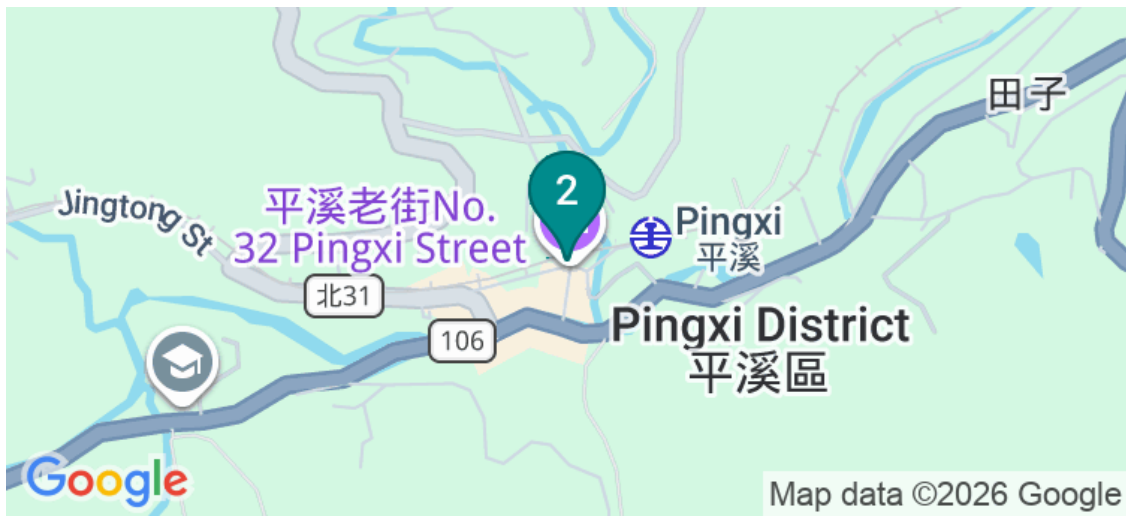 田子
Jingtong St
平溪老街No.
32 Pingxi Street
2
Pingxi
平溪
北31
106
Pingxi District
平溪區
Google
Map data ©2026 Google